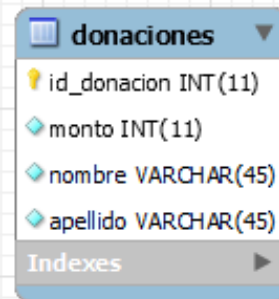 donaciones
id_donacion INT(11)
monto INT(11)
nombre VARCHAR(45)
apellido VARCHAR(45)
Indexes